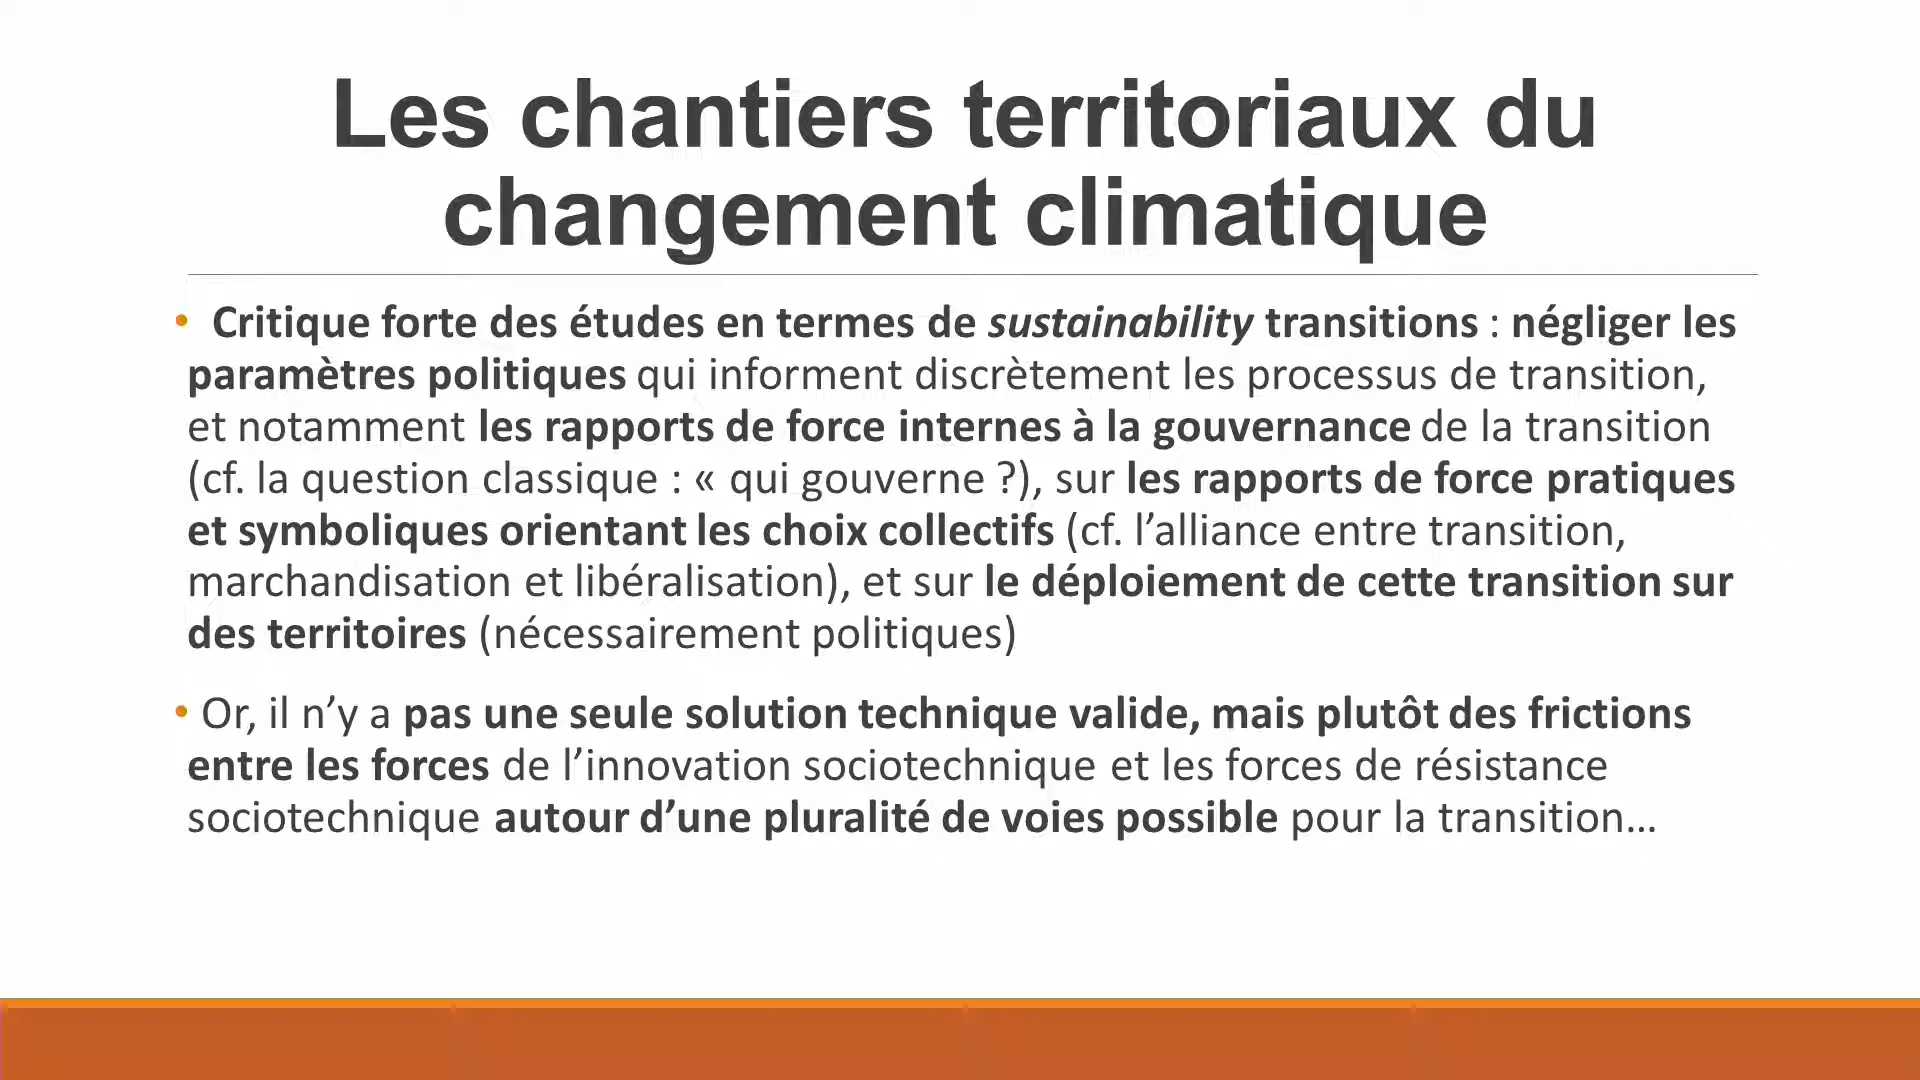 Les chantiers territoriaux du
changement climatique
• Critique forte des études en termes de sustainability transitions : négliger les
paramètres politiques qui informent discrètement les processus de transition,
et notamment les rapports de force internes à la gouvernance de la transition
(cf. la question classique : « qui gouverne ?), sur les rapports de force pratiques
et symboliques orientant les choix collectifs (cf. l’alliance entre transition,
marchandisation et libéralisation), et sur le déploiement de cette transition sur
des territoires (nécessairement politiques)
• Or, il n’y a pas une seule solution technique valide, mais plutôt des frictions
entre les forces de l’innovation sociotechnique et les forces de résistance
sociotechnique autour d’une pluralité de voies possible pour la transition…